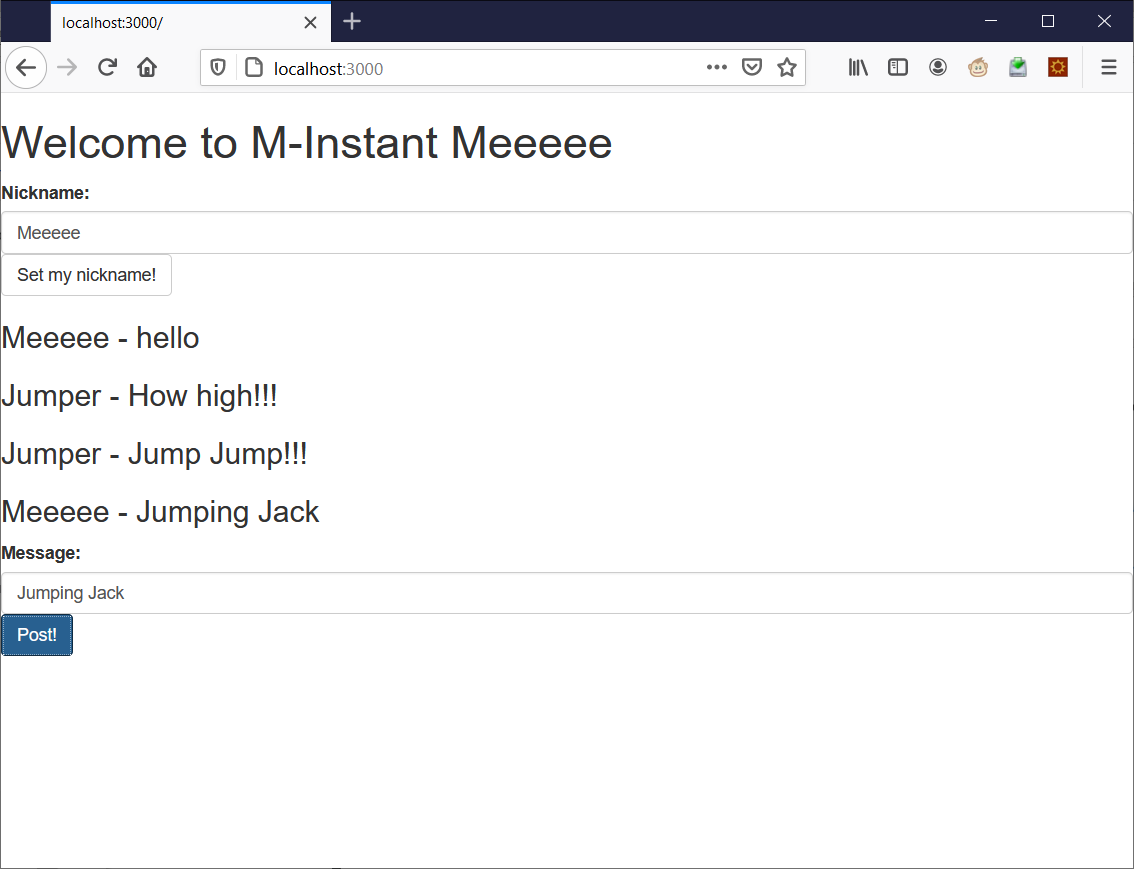 localhost:3000/
localhost:3000
Welcome to M-Instant Meeeee
Nickname:
Meeeee
Set my nickname!
Meeeee - hello
Jumper - How high!!!
Jumper - Jump Jump!!!
Meeeee - Jumping Jack
Message:
Jumping Jack
Post!